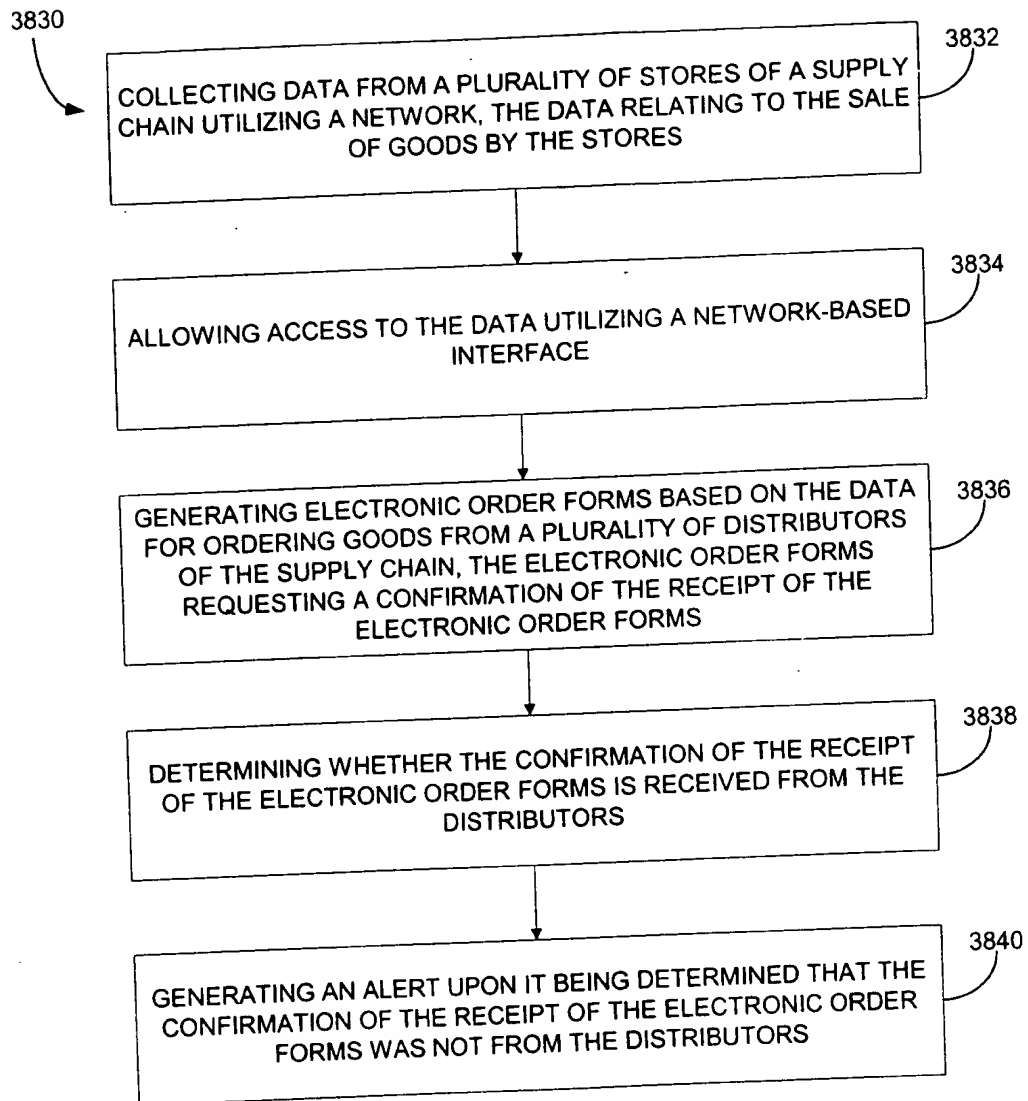 3830
3832
COLLECTING DATA FROM A PLURALITY OF STORES OF A SUPPLY
CHAIN UTILIZING A NETWORK, THE DATA RELATING TO THE SALE
OF GOODS BY THE STORES
3834
ALLOWING ACCESS TO THE DATA UTILIZING A NETWORK-BASED
INTERFACE
3836
GENERATING ELECTRONIC ORDER FORMS BASED ON THE DATA
FOR ORDERING GOODS FROM A PLURALITY OF DISTRIBUTORS
OF THE SUPPLY CHAIN, THE ELECTRONIC ORDER FORMS
REQUESTING A CONFIRMATION OF THE RECEIPT OF THE
ELECTRONIC ORDER FORMS
3838
DETERMINING WHETHER THE CONFIRMATION OF THE RECEIPT
OF THE ELECTRONIC ORDER FORMS IS RECEIVED FROM THE
DISTRIBUTORS
3840
GENERATING AN ALERT UPON IT BEING DETERMINED THAT THE
CONFIRMATION OF THE RECEIPT OF THE ELECTRONIC ORDER
FORMS WAS NOT FROM THE DISTRIBUTORS